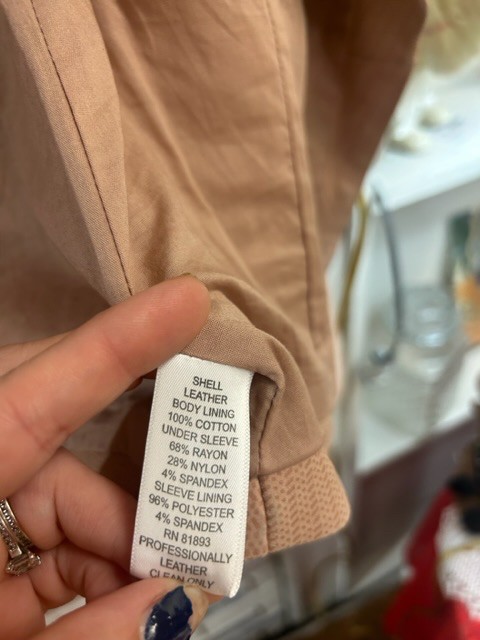 SHELL
LEATHER
BODY LINING
100% COTTON
UNDER SLEEVE
68% RAYON
28% NYLON
4% SPANDEX
SLEEVE LINING
96% POLYESTER
4% SPANDEX
RN 81893
PROFESSIONALLY
LEATHER
CLEAN ONLY